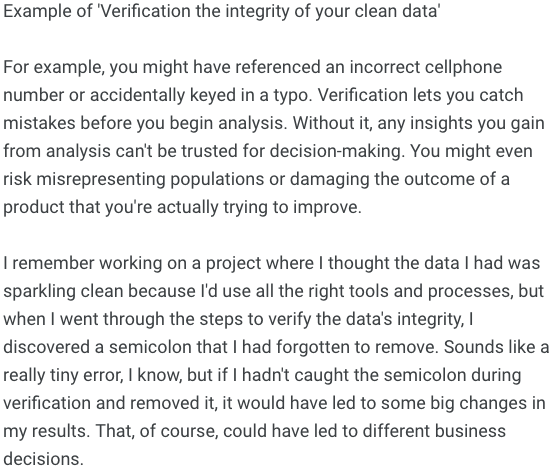 Example of 'Verification the integrity of your clean data'
For example, you might have referenced an incorrect cellphone
number or accidentally keyed in a typo. Verification lets you catch
mistakes before you begin analysis. Without it, any insights you gain
from analysis can't be trusted for decision-making. You might even
risk misrepresenting populations or damaging the outcome of a
product that you're actually trying to improve.
I remember working on a project where I thought the data I had was
sparkling clean because I'd use all the right tools and processes, but
when I went through the steps to verify the data's integrity, I
discovered a semicolon that I had forgotten to remove. Sounds like a
really tiny error, I know, but if I hadn't caught the semicolon during
verification and removed it, it would have led to some big changes in
my results. That, of course, could have led to different business
decisions.